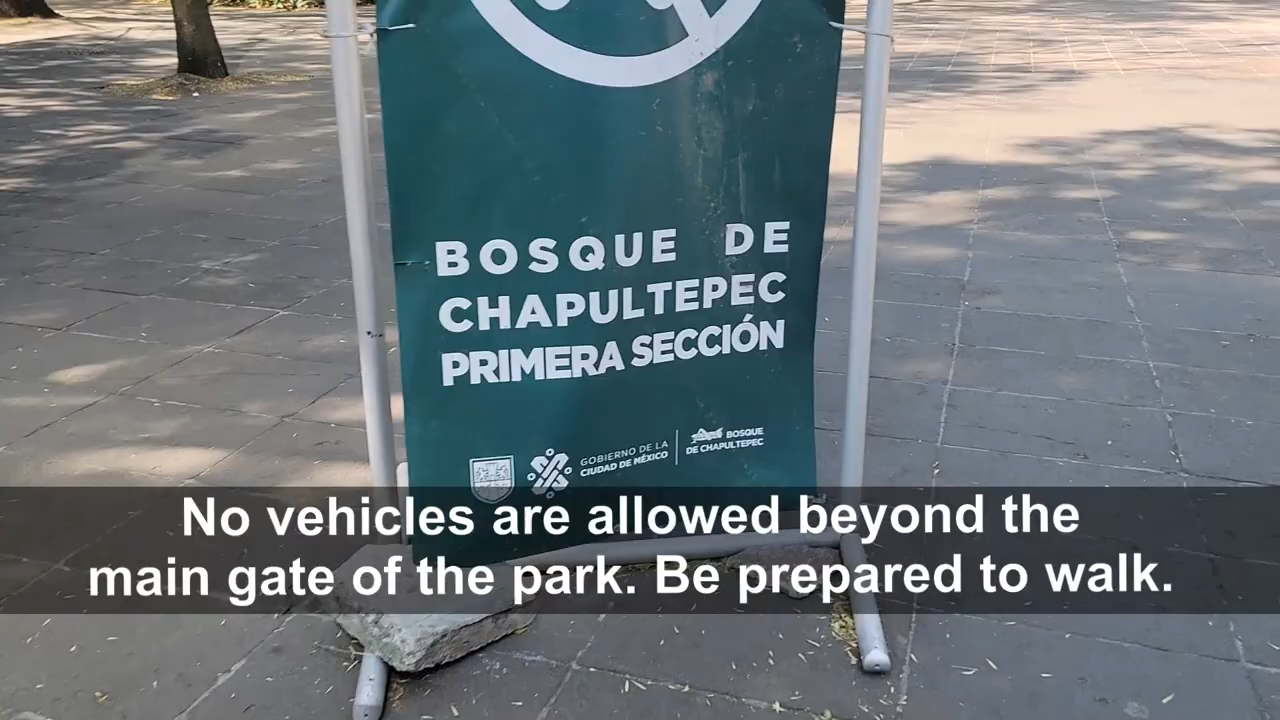 BOSQUE DE
CHAPULTEPEC
PRIMERA SECCIÓN
GOBIERNO DE LA
CIUDAD DE MÉXICO
BOSQUE
DE CHAPULTEPEC
No vehicles are allowed beyond the
main gate of the park. Be prepared to walk.